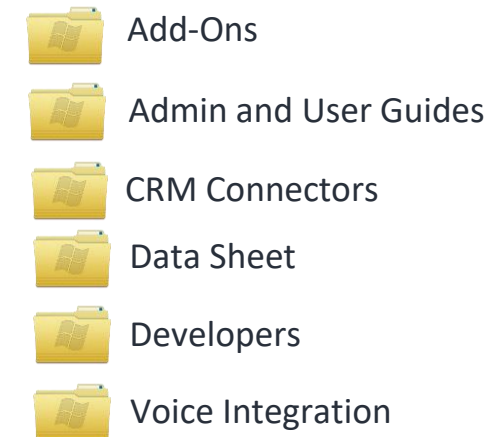 Add-Ons
Admin and User Guides
CRM Connectors
Data Sheet
Developers
Voice Integration